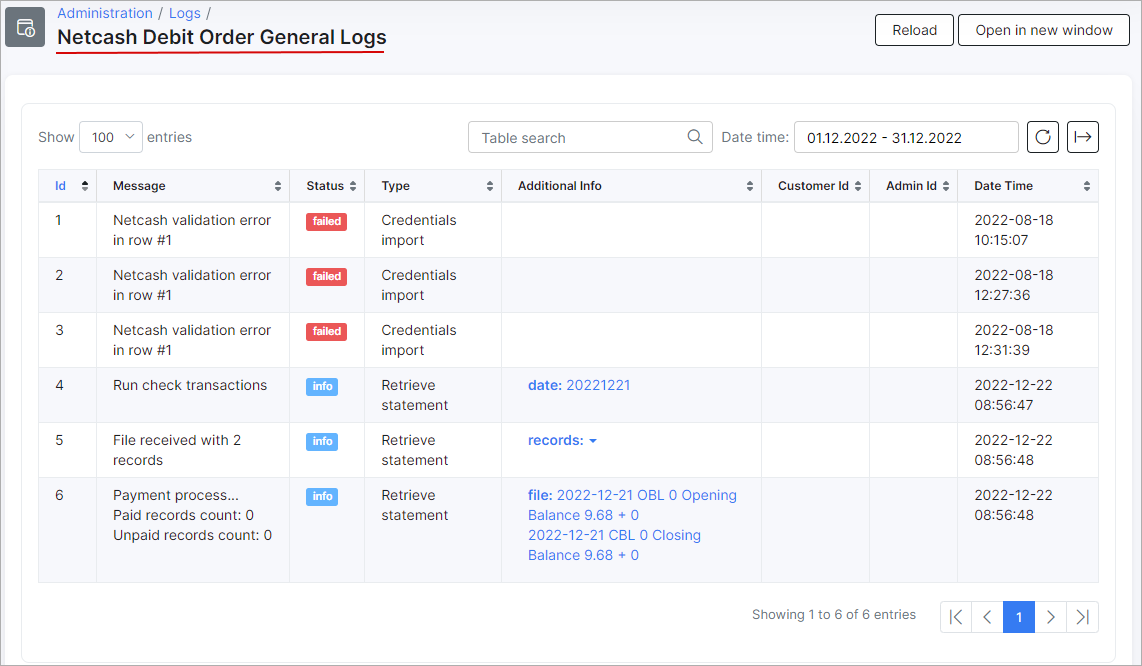 Administration / Logs /
Netcash Debit Order General Logs
Reload
Open in new window
Show 100 entries
Table search
Date time: 01.12.2022 - 31.12.2022
Id Message Status Type Additional Info Customer Id Admin Id Date Time
1 Netcash validation error failed Credentials 2022-08-18
in row #1 import 10:15:07
2 Netcash validation error failed Credentials 2022-08-18
in row #1 import 12:27:36
3 Netcash validation error failed Credentials 2022-08-18
in row #1 import 12:31:39
4 Run check transactions info Retrieve date: 20221221 2022-12-22
statement 08:56:47
5 File received with 2 info Retrieve records: 2022-12-22
records statement 08:56:48
6 Payment process... info Retrieve file: 2022-12-21 OBL 0 Opening 2022-12-22
Paid records count: 0 statement Balance 9.68 + 0 08:56:48
Unpaid records count: 0 2022-12-21 CBL 0 Closing
Balance 9.68 + 0
Showing 1 to 6 of 6 entries 1